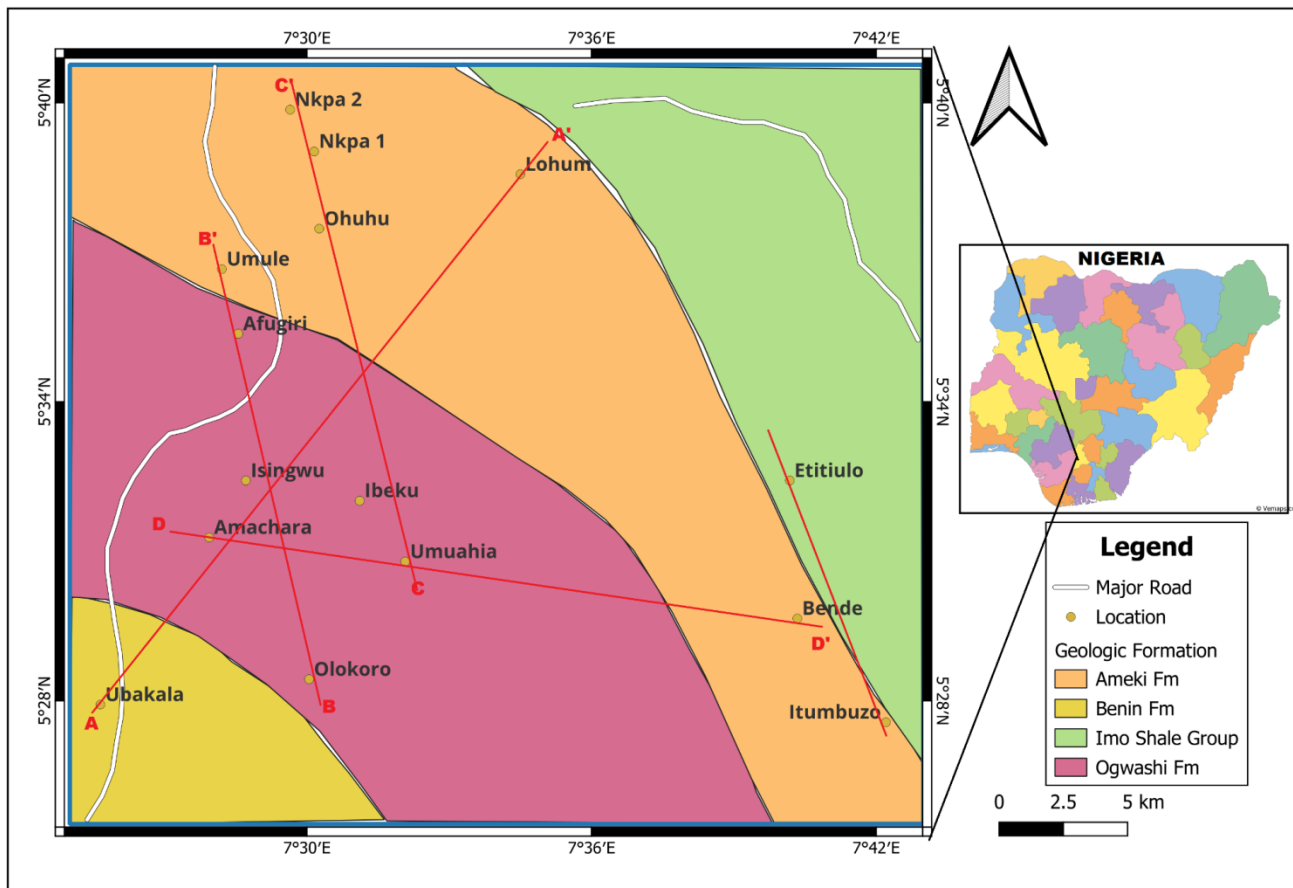 7°30'E
7°36'E
7°42'E
5°40'N
5°40'N
C'
Nkpa 2
Nkpa 1
A'
Lohum
Ohuhu
B'
Umule
Afugiri
5°34'N
5°34'N
Isingwu
Ibeku
Etitiulo
D
Amachara
Umuahia
C
Bende
D'
Olokoro
B
Ubakala
A
Itumbuzo
5°28'N
5°28'N
7°30'E
7°36'E
7°42'E
NIGERIA
Legend
Major Road
Location
Geologic Formation
Ameki Fm
Benin Fm
Imo Shale Group
Ogwashi Fm
0 2.5 5 km